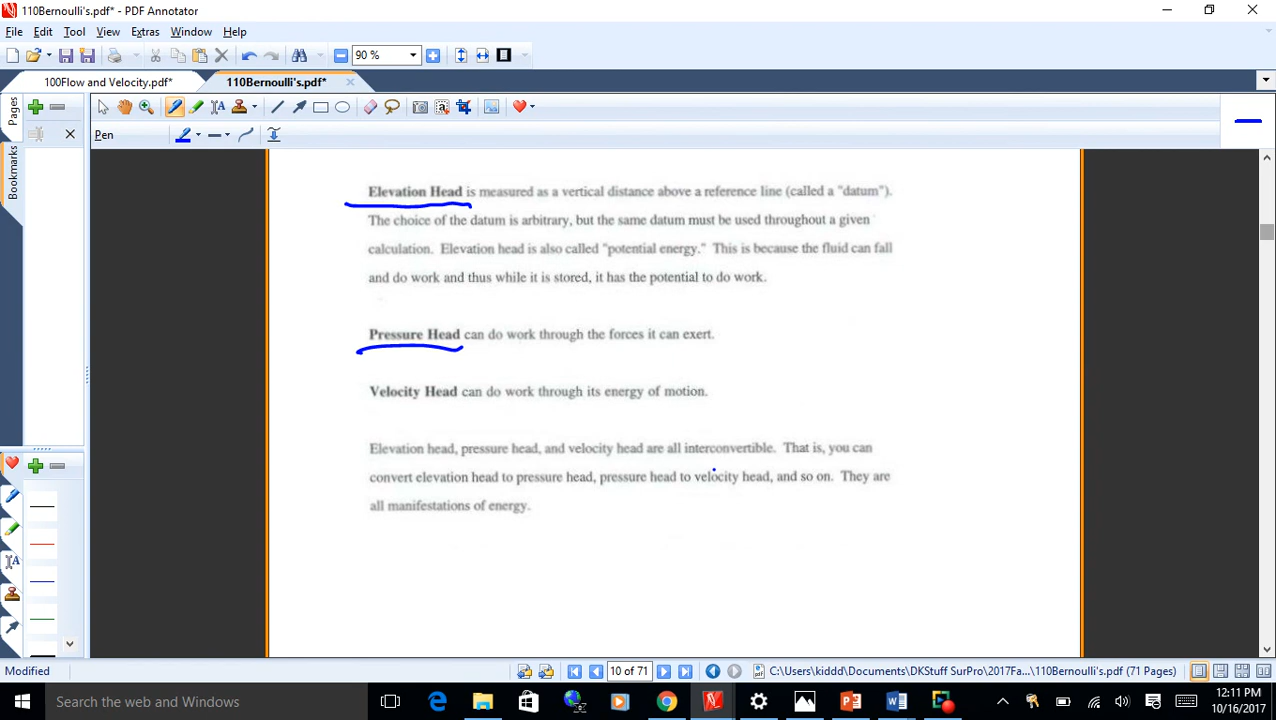 110Bernoulli's.pdf* - PDF Annotator
File Edit Tool View Extras Window Help
90 %
100Flow and Velocity.pdf* 110Bernoulli's.pdf*
Pages
Bookmarks
Pen
Elevation Head is measured as a vertical distance above a reference line (called a "datum").
The choice of the datum is arbitrary, but the same datum must be used throughout a given
calculation. Elevation head is also called "potential energy." This is because the fluid can fall
and do work and thus while it is stored, it has the potential to do work.
Pressure Head can do work through the forces it can exert.
Velocity Head can do work through its energy of motion.
Elevation head, pressure head, and velocity head are all interconvertible. That is, you can
convert elevation head to pressure head, pressure head to velocity head, and so on. They are
all manifestations of energy.
Modified
10 of 71
C:\Users\kiddd\Documents\DKStuff SurPro\2017Fa...\110Bernoulli's.pdf (71 Pages)
Search the web and Windows
12:11 PM
10/16/2017